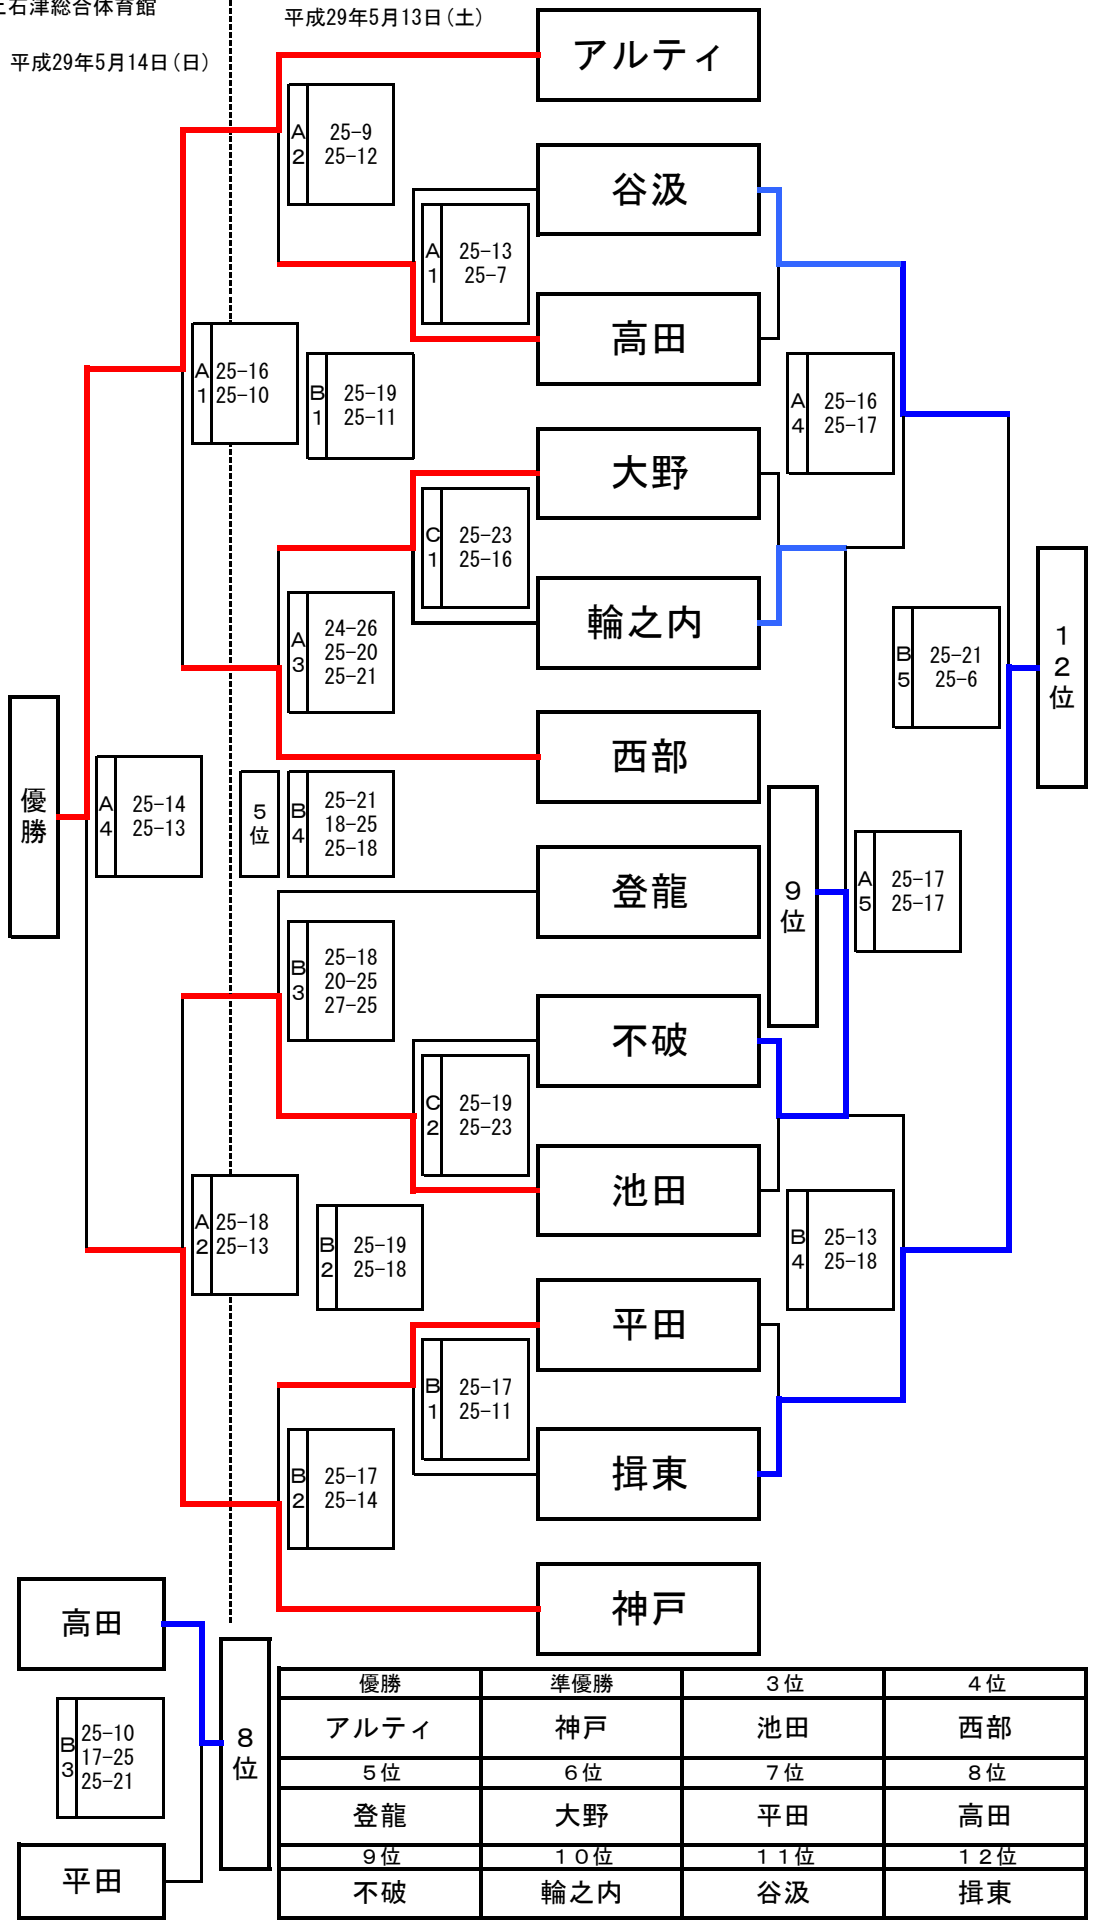 上石津総合体育館
平成29年5月13日(土)
平成29年5月14日(日)
アルティ
A2
25-9
25-12
谷汲
A1
25-13
25-7
高田
A1
25-16
25-10
B1
25-19
25-11
A4
25-16
25-17
大野
C1
25-23
25-16
輪之内
A3
24-26
25-20
25-21
B5
25-21
25-6
12位
西部
優勝
A4
25-14
25-13
5位
B4
25-21
18-25
25-18
登龍
9位
A5
25-17
25-17
B3
25-18
20-25
27-25
不破
C2
25-19
25-23
池田
A2
25-18
25-13
B2
25-19
25-18
B4
25-13
25-18
平田
B1
25-17
25-11
揖東
B2
25-17
25-14
神戸
高田
B3
25-10
17-25
25-21
8位
平田
優勝 準優勝 3位 4位
アルティ 神戸 池田 西部
5位 6位 7位 8位
登龍 大野 平田 高田
9位 10位 11位 12位
不破 輪之内 谷汲 揖東